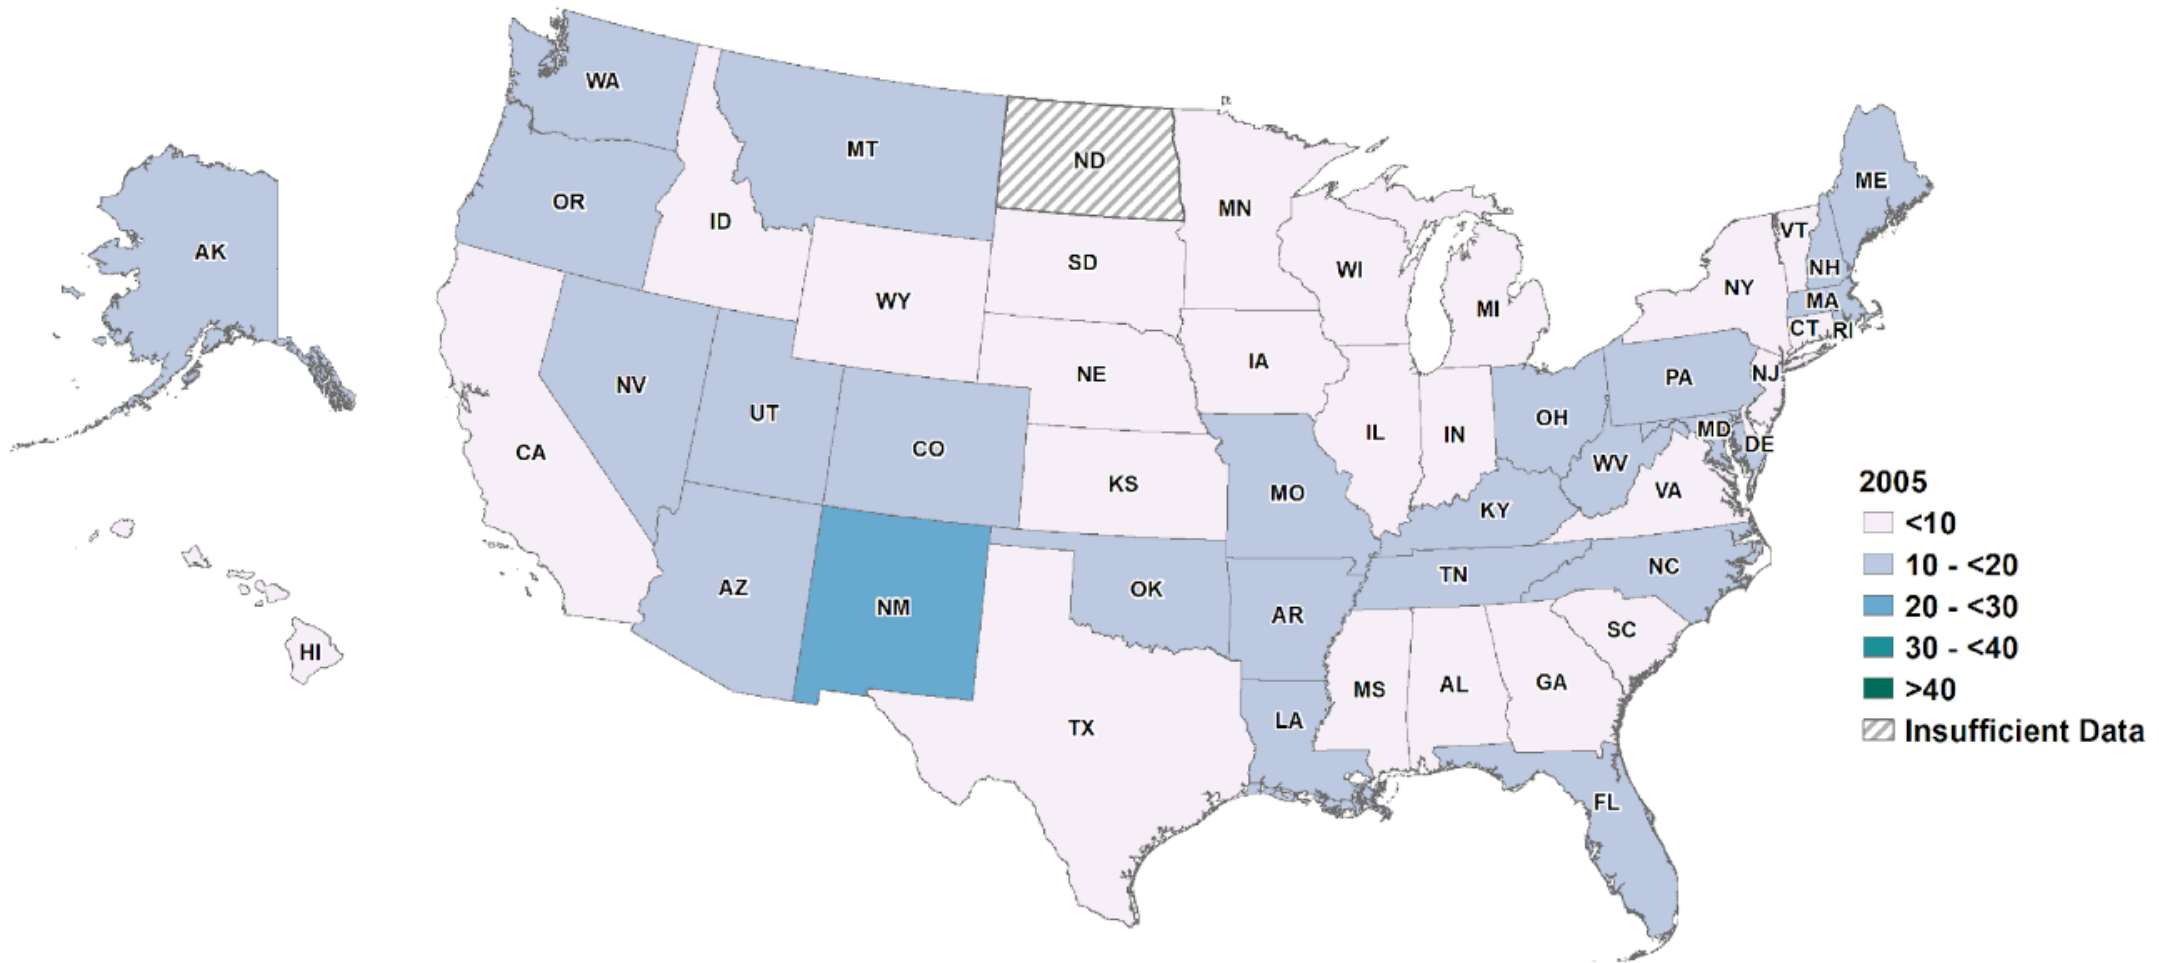 WA
MT
ND
MN
ME
OR
ID
AK
SD
WI
VT
NH
NY
MA
WY
MI
CT
RI
IA
NE
NJ
PA
NV
UT
OH
IL
IN
MD
DE
CO
CA
WV
KS
MO
VA
KY
TN
NC
AZ
OK
NM
AR
SC
HI
MS
AL
GA
TX
LA
FL
2005
<10
10 - <20
20 - <30
30 - <40
>40
Insufficient Data